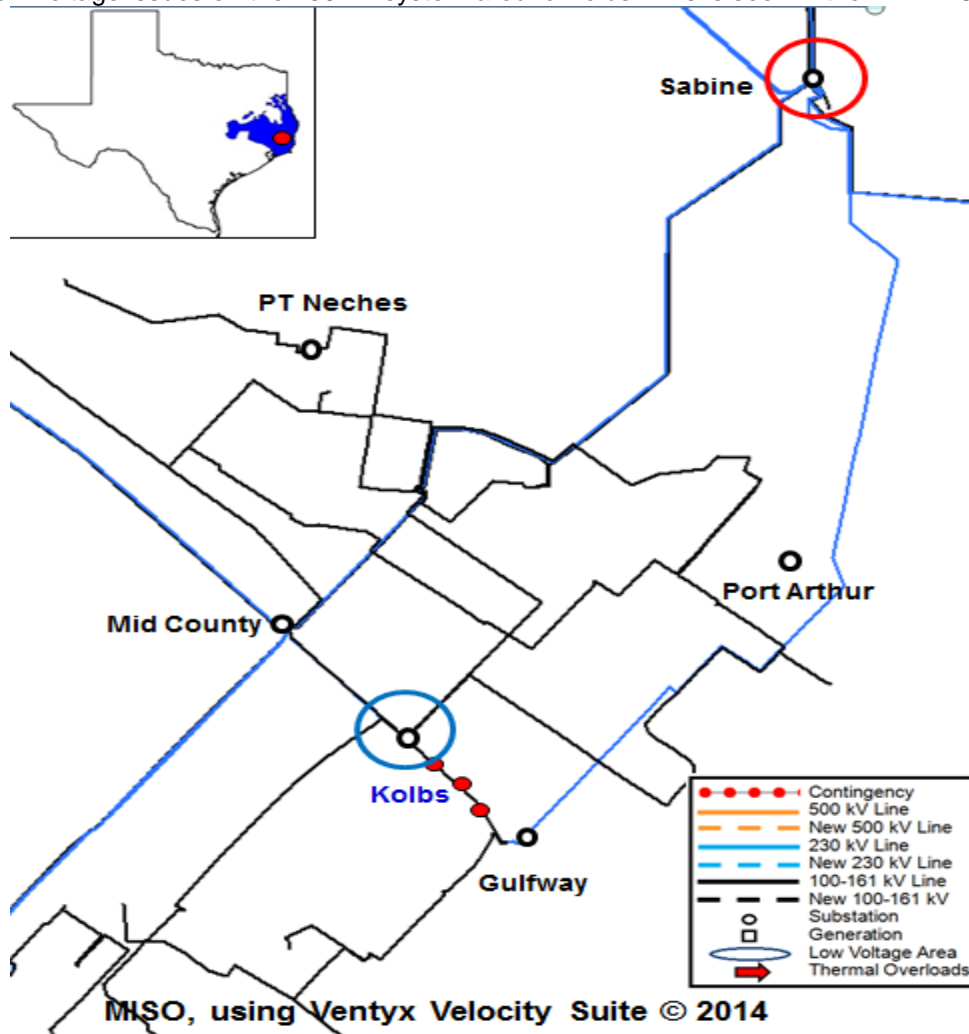 Sabine
PT Neches
Port Arthur
Mid County
Kolbs
Gulfway
Contingency
500 kV Line
New 500 kV Line
230 kV Line
New 230 kV Line
100-161 kV Line
New 100-161 kV
Substation
Generation
Low Voltage Area
Thermal Overloads
MISO, using Ventyx Velocity Suite © 2014